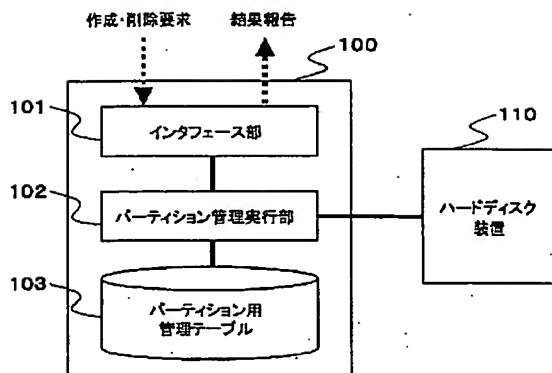 作成・削除要求 結果報告
100
101
インタフェース部
110
102
パーティション管理実行部
ハードディスク
装置
103
パーティション用
管理テーブル